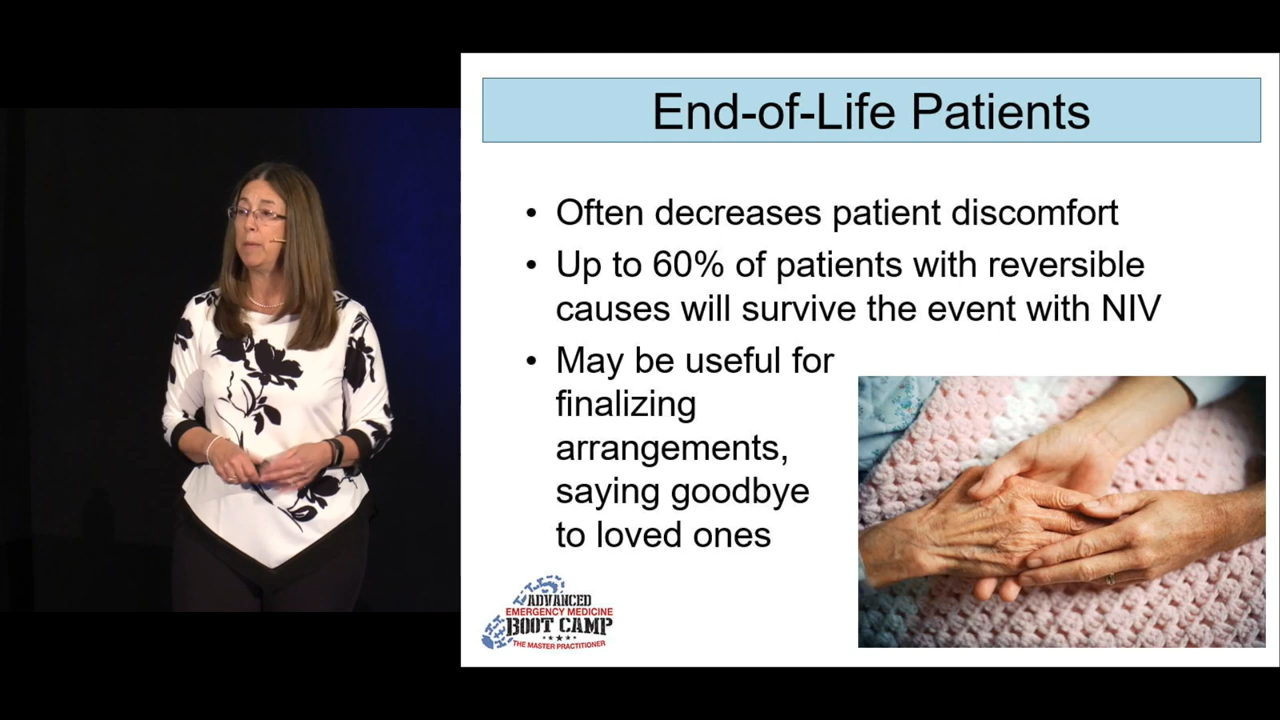 End-of-Life Patients
• Often decreases patient discomfort
• Up to 60% of patients with reversible
causes will survive the event with NIV
• May be useful for
finalizing
arrangements,
saying goodbye
to loved ones
ADVANCED
EMERGENCY MEDICINE
BOOT CAMP
THE MASTER PRACTITIONER